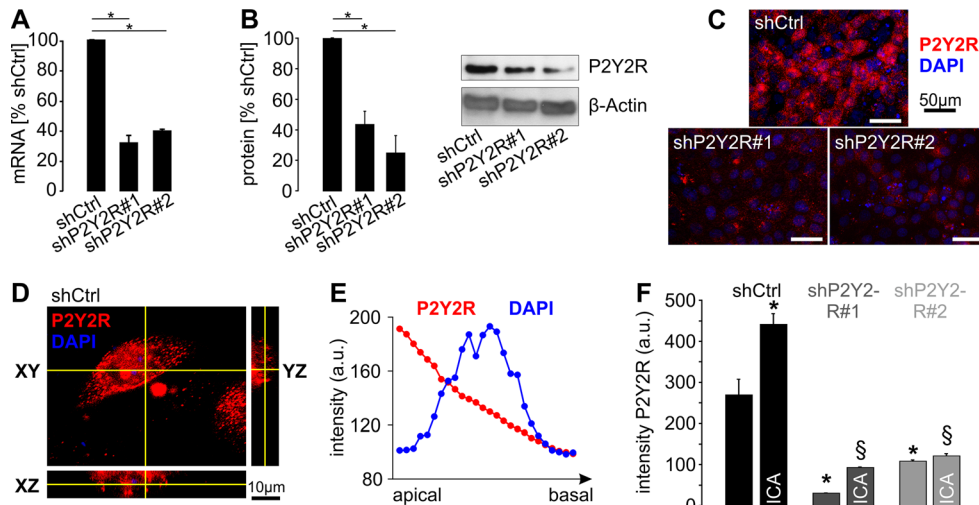 A
* 
*
mRNA [% shCtrl]
100
80
60
40
20
0
shCtrl
shP2Y2R#1
shP2Y2R#2
B
*
*
protein [% shCtrl]
100
80
60
40
20
0
shCtrl
shP2Y2R#1
shP2Y2R#2
P2Y2R
β-Actin
shCtrl
shP2Y2R#1
shP2Y2R#2
C
shCtrl
P2Y2R
DAPI
50µm
shP2Y2R#1
shP2Y2R#2
D
shCtrl
P2Y2R
DAPI
XY
YZ
XZ
10µm
E
P2Y2R
DAPI
intensity (a.u.)
200
160
120
80
apical
basal
F
shCtrl
shP2Y2-
R#1
shP2Y2-
R#2
intensity P2Y2R (a.u.)
500
400
300
200
100
0
*
ICA
*
§
ICA
*
§
ICA